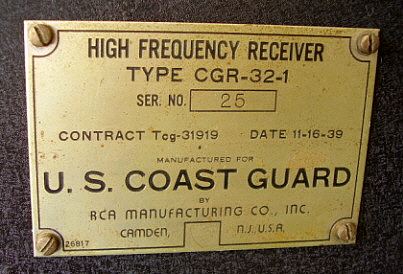 HIGH FREQUENCY RECEIVER
TYPE CGR-32-1
SER. NO. 25
CONTRACT Tcg-31919 DATE 11-16-39
MANUFACTURED FOR
U. S. COAST GUARD
BY
RCA MANUFACTURING CO., INC.
CAMDEN, N.J., U.S.A.
26817